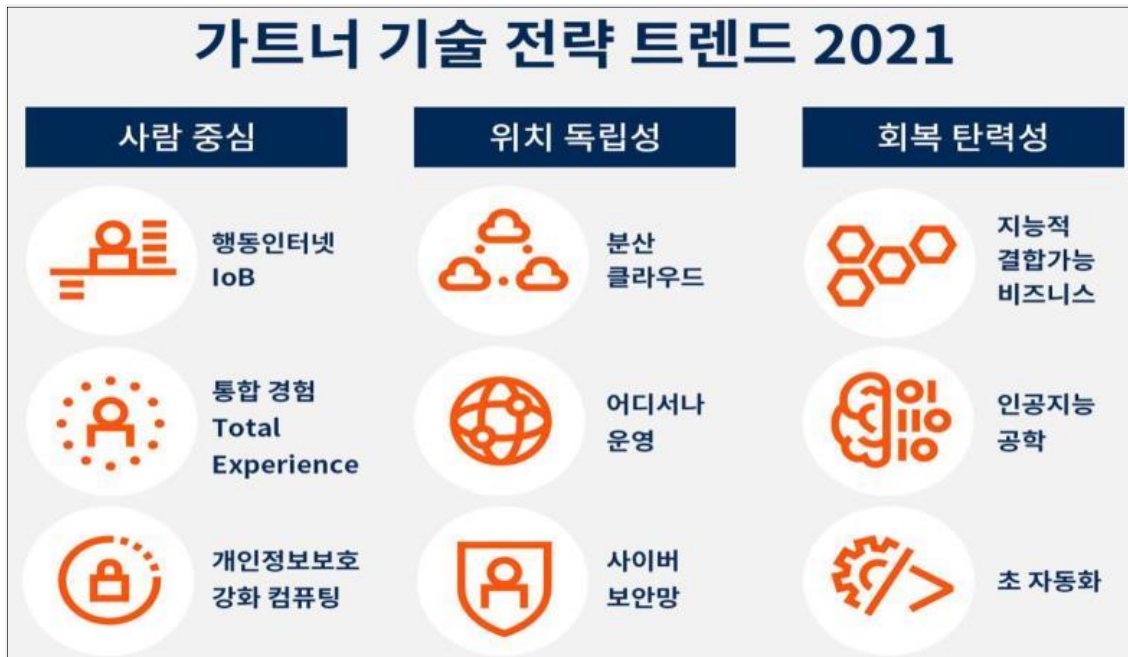 가트너 기술 전략 트렌드 2021
사람 중심
행동인터넷
IoB
통합 경험
Total
Experience
개인정보보호
강화 컴퓨팅
위치 독립성
분산
클라우드
어디서나
운영
사이버
보안망
회복 탄력성
지능적
결합가능
비즈니스
인공지능
공학
초 자동화